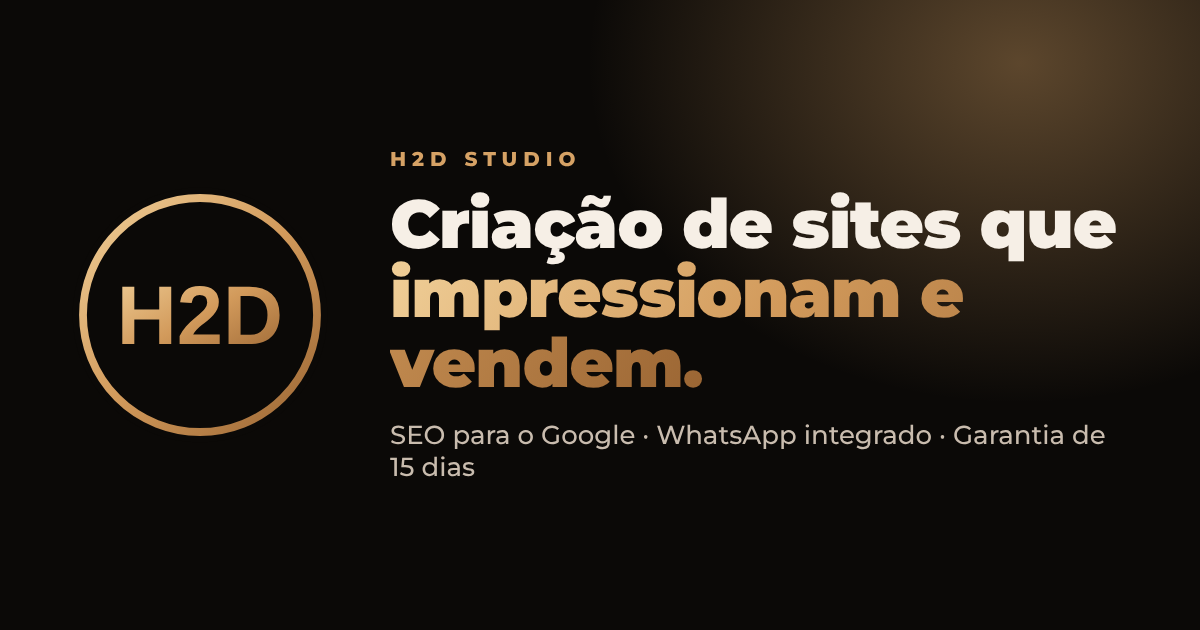 H2D STUDIO
Criação de sites que
impressionam e
vendem.
H2D
SEO para o Google · WhatsApp integrado · Garantia de
15 dias